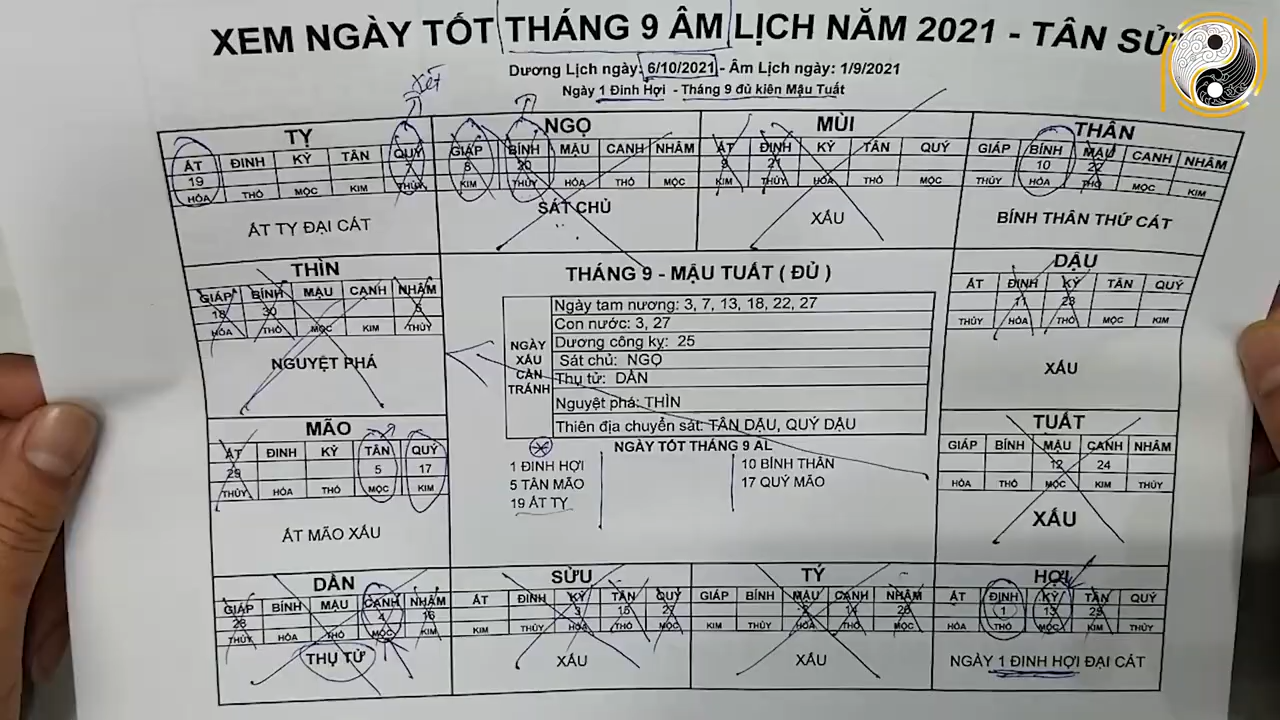 XEM NGÀY TỐT THÁNG 9 ÂM LỊCH NĂM 2021 - TÂN SỬU
Dương Lịch ngày: 6/10/2021 - Âm Lịch ngày: 1/9/2021
Ngày 1 Đinh Hợi - Tháng 9 đủ kiên Mậu Tuất
xét
TỴ
ẤT ĐINH KỶ TÂN QUÝ
19
HỎA THỔ MỘC KIM THỦY
ẤT TỴ ĐẠI CÁT
NGỌ
GIÁP BÍNH MẬU CANH NHÂM
8 20
KIM THỦY HỎA THỔ MỘC
SÁT CHỦ
MÙI
ẤT ĐINH KỶ TÂN QUÝ
9 21
KIM THỦY HỎA THỔ MỘC
XẤU
THÂN
GIÁP BÍNH MẬU CANH NHÂM
10 22
THỦY HỎA THỔ MỘC KIM
BÍNH THÂN THỨ CÁT
THÌN
GIÁP BÍNH MẬU CANH NHÂM
18 30 6
HỎA THỔ MỘC KIM THỦY
NGUYỆT PHÁ
THÁNG 9 - MẬU TUẤT ( ĐỦ )
NGÀY XẤU CẦN TRÁNH
Ngày tam nương: 3, 7, 13, 18, 22, 27
Con nước: 3, 27
Dương công kỵ: 25
Sát chủ: NGỌ
Thụ tử: DẦN
Nguyệt phá: THÌN
Thiên địa chuyển sát: TÂN DẬU, QUÝ DẬU
NGÀY TỐT THÁNG 9 AL
1 ĐINH HỢI 10 BÍNH THÂN
5 TÂN MÃO 17 QUÝ MÃO
19 ẤT TỴ
DẬU
ẤT ĐINH KỶ TÂN QUÝ
11 23
THỦY HỎA THỔ MỘC KIM
XẤU
MÃO
ẤT ĐINH KỶ TÂN QUÝ
29 5 17
THỦY HỎA THỔ MỘC KIM
ẤT MÃO XẤU
TUẤT
GIÁP BÍNH MẬU CANH NHÂM
12 24
HỎA THỔ MỘC KIM THỦY
XẤU
DẦN
GIÁP BÍNH MẬU CANH NHÂM
28 4 16
THỦY HỎA THỔ MỘC KIM
THỤ TỬ
SỬU
ẤT ĐINH KỶ TÂN QUÝ
3 15 27
KIM THỦY HỎA THỔ MỘC
XẤU
TÝ
GIÁP BÍNH MẬU CANH NHÂM
2 14 26
KIM THỦY HỎA THỔ MỘC
XẤU
HỢI
ẤT ĐINH KỶ TÂN QUÝ
1 13 25
HỎA THỔ MỘC KIM THỦY
NGÀY 1 ĐINH HỢI ĐẠI CÁT